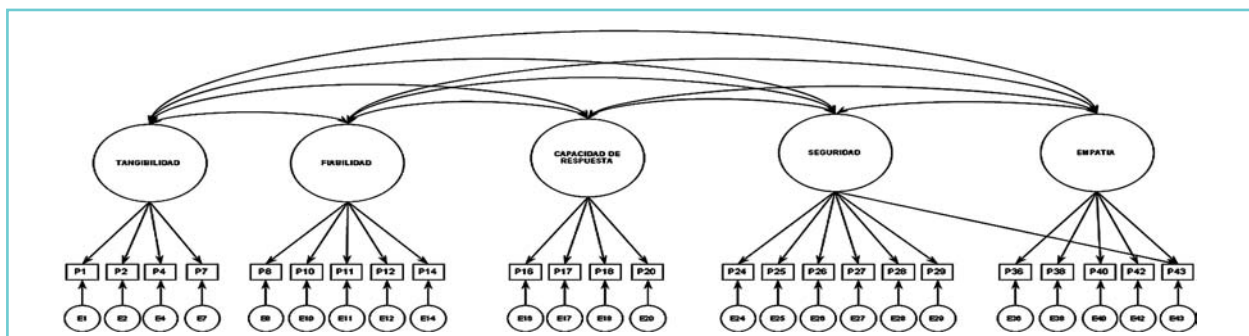 TANGIBILIDAD
FIABILIDAD
CAPACIDAD DE
RESPUESTA
SEGURIDAD
EMPATIA
P1 P2 P4 P7 P8 P10 P11 P12 P14 P16 P17 P18 P20 P24 P25 P26 P27 P28 P29 P36 P38 P40 P42 P43
E1 E2 E4 E7 E8 E10 E11 E12 E14 E16 E17 E18 E20 E24 E25 E26 E27 E28 E29 E36 E38 E40 E42 E43